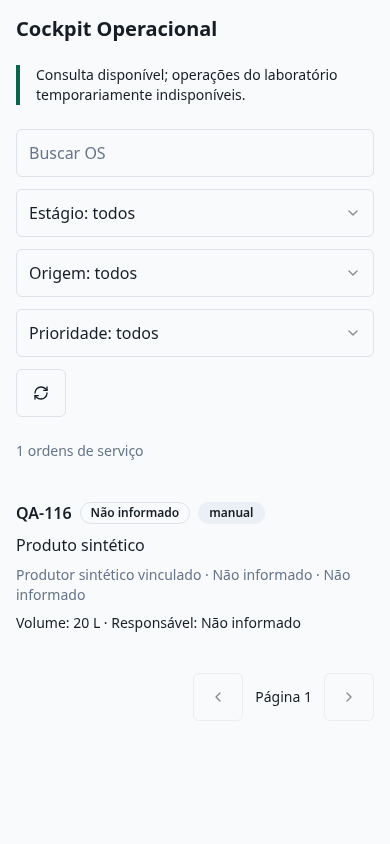 Cockpit Operacional
Consulta disponível; operações do laboratório
temporariamente indisponíveis.
Buscar OS
Estágio: todos
Origem: todos
Prioridade: todos
1 ordens de serviço
QA-116 Não informado manual
Produto sintético
Produtor sintético vinculado · Não informado · Não
informado
Volume: 20 L · Responsável: Não informado
Página 1